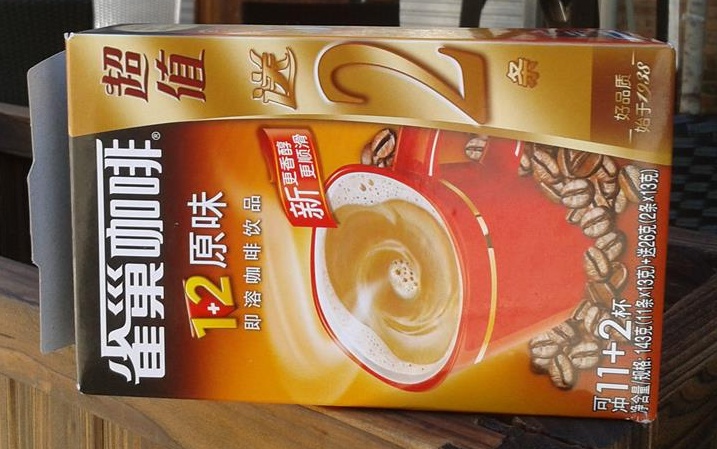 超值 送2条
好品质
始于1938
雀巢咖啡®
1+2原味
即溶咖啡饮品
新 更香醇
更顺滑
可冲11+2杯
净含量/规格: 143克(11条×13克)+送26克(2条×13克)